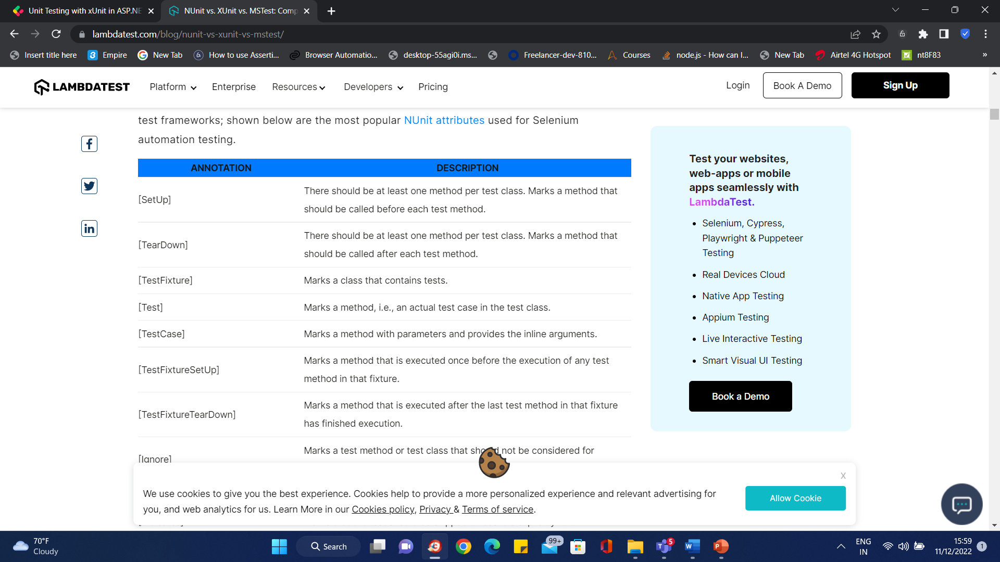 Unit Testing with xUnit in ASP.NE
NUnit vs. XUnit vs. MSTest: Comp
lambdatest.com/blog/nunit-vs-xunit-vs-mstest/
Insert title here
Empire
New Tab
How to use Asserti...
Browser Automatio...
desktop-55agi0i.ms...
Freelancer-dev-810...
Courses
node.js - How can I...
New Tab
Airtel 4G Hotspot
nt8F83
»
LAMBDATEST
Platform
Enterprise
Resources
Developers
Pricing
Login
Book A Demo
Sign Up
test frameworks; shown below are the most popular NUnit attributes used for Selenium
automation testing.
ANNOTATION DESCRIPTION
[SetUp]
There should be at least one method per test class. Marks a method that
should be called before each test method.
[TearDown]
There should be at least one method per test class. Marks a method that
should be called after each test method.
[TestFixture] Marks a class that contains tests.
[Test] Marks a method, i.e., an actual test case in the test class.
[TestCase] Marks a method with parameters and provides the inline arguments.
[TestFixtureSetUp]
Marks a method that is executed once before the execution of any test
method in that fixture.
[TestFixtureTearDown]
Marks a method that is executed after the last test method in that fixture
has finished execution.
[Ignore]
Marks a test method or test class that should not be considered for
Test your websites,
web-apps or mobile
apps seamlessly with
LambdaTest.
• Selenium, Cypress,
Playwright & Puppeteer
Testing
• Real Devices Cloud
• Native App Testing
• Appium Testing
• Live Interactive Testing
• Smart Visual UI Testing
Book a Demo
X
We use cookies to give you the best experience. Cookies help to provide a more personalized experience and relevant advertising for
you, and web analytics for us. Learn More in our Cookies policy, Privacy & Terms of service.
Allow Cookie
70°F
Cloudy
Search
99+
5
ENG
IN
15:59
11/12/2022
1